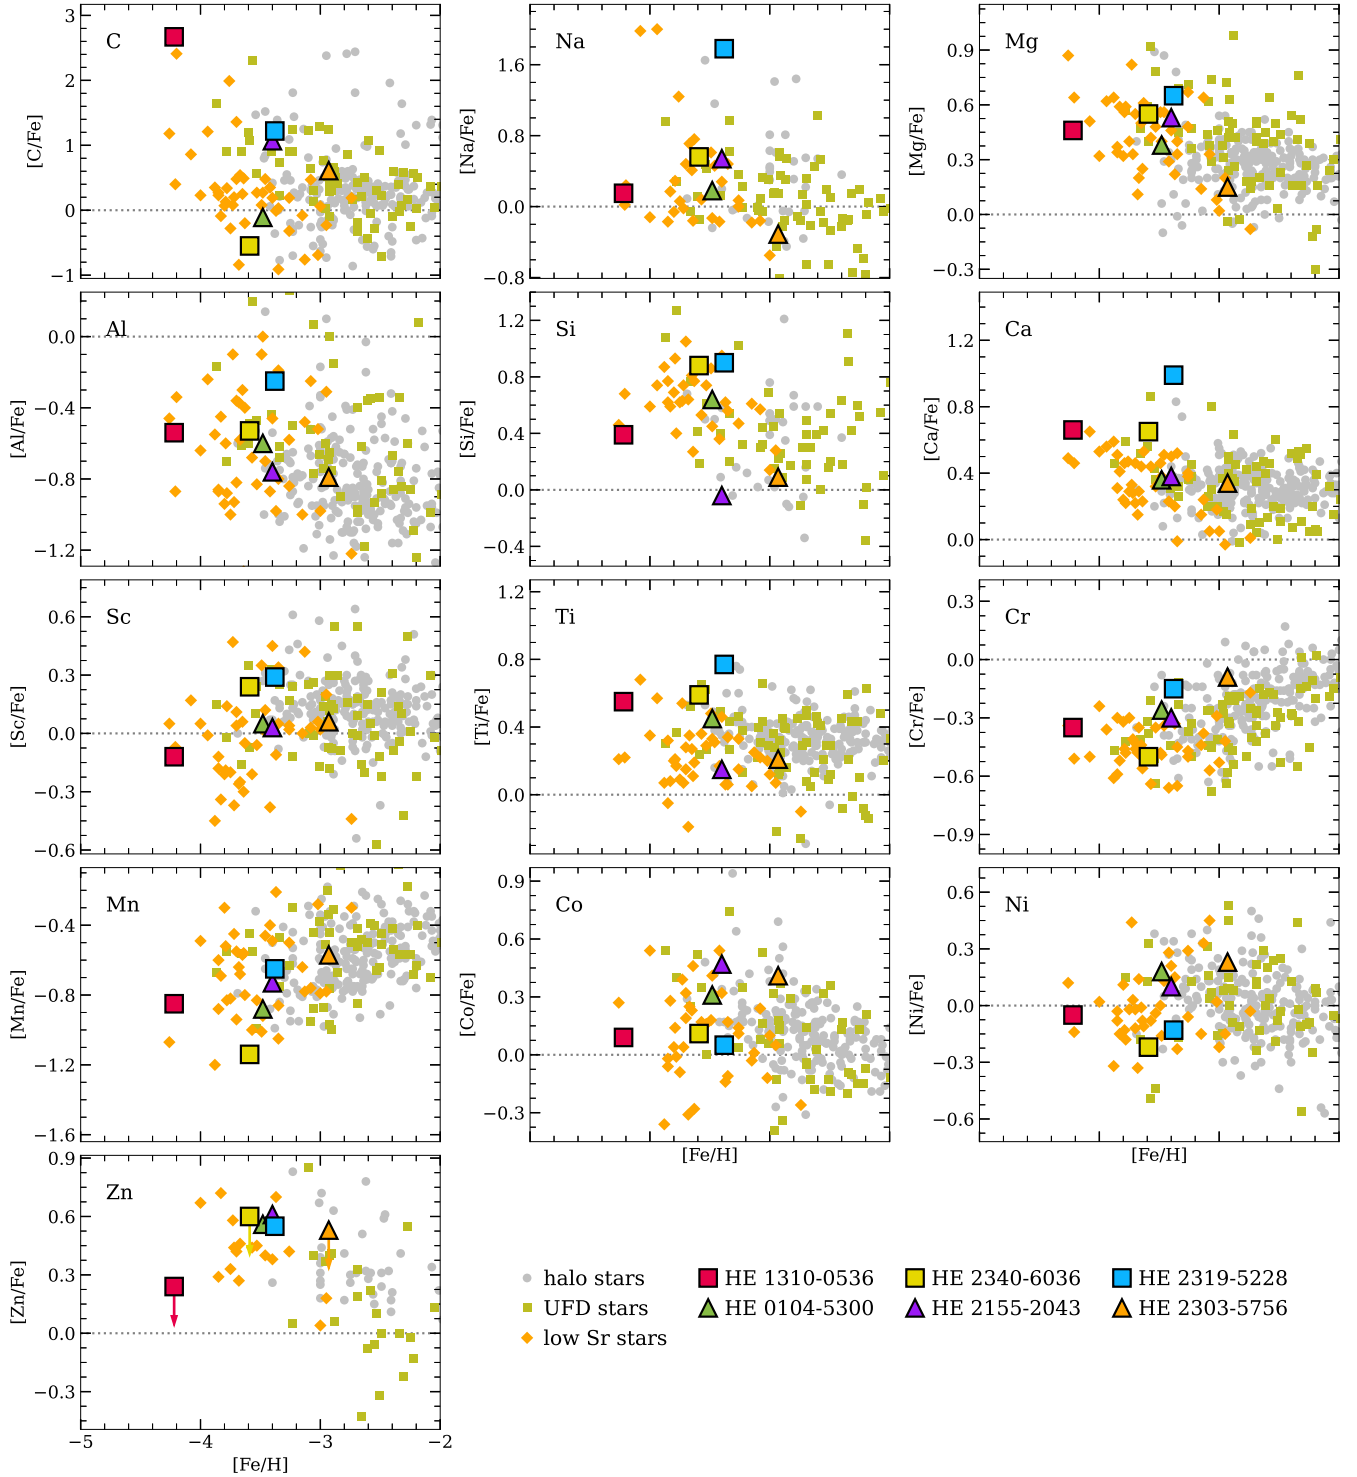 C
[C/Fe]
3
2
1
0
−1
Na
[Na/Fe]
1.6
0.8
0.0
−0.8
Mg
[Mg/Fe]
0.9
0.6
0.3
0.0
−0.3
Al
[Al/Fe]
0.0
−0.4
−0.8
−1.2
Si
[Si/Fe]
1.2
0.8
0.4
0.0
−0.4
Ca
[Ca/Fe]
1.2
0.8
0.4
0.0
Sc
[Sc/Fe]
0.6
0.3
0.0
−0.3
−0.6
Ti
[Ti/Fe]
1.2
0.8
0.4
0.0
Cr
[Cr/Fe]
0.3
0.0
−0.3
−0.6
−0.9
Mn
[Mn/Fe]
−0.4
−0.8
−1.2
−1.6
Co
[Co/Fe]
0.9
0.6
0.3
0.0
−0.3
[Fe/H]
Ni
[Ni/Fe]
0.6
0.3
0.0
−0.3
−0.6
[Fe/H]
Zn
[Zn/Fe]
0.9
0.6
0.3
0.0
−0.3
−5 −4 −3 −2
[Fe/H]
halo stars
UFD stars
low Sr stars
HE 1310-0536
HE 0104-5300
HE 2340-6036
HE 2155-2043
HE 2319-5228
HE 2303-5756